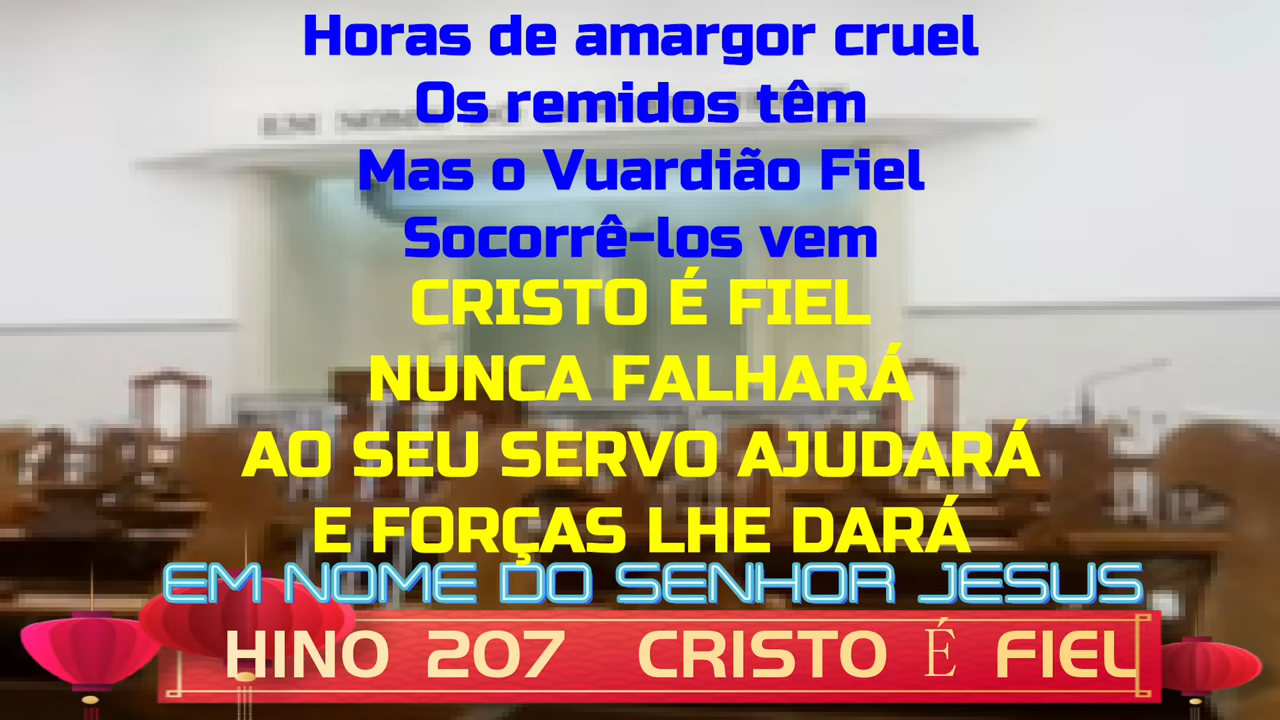 Horas de amargor cruel
Os remidos têm
Mas o Vuardião Fiel
Socorrê-los vem
CRISTO É FIEL
NUNCA FALHARÁ
AO SEU SERVO AJUDARÁ
E FORÇAS LHE DARÁ
EM NOME DO SENHOR JESUS
HINO 207 CRISTO É FIEL